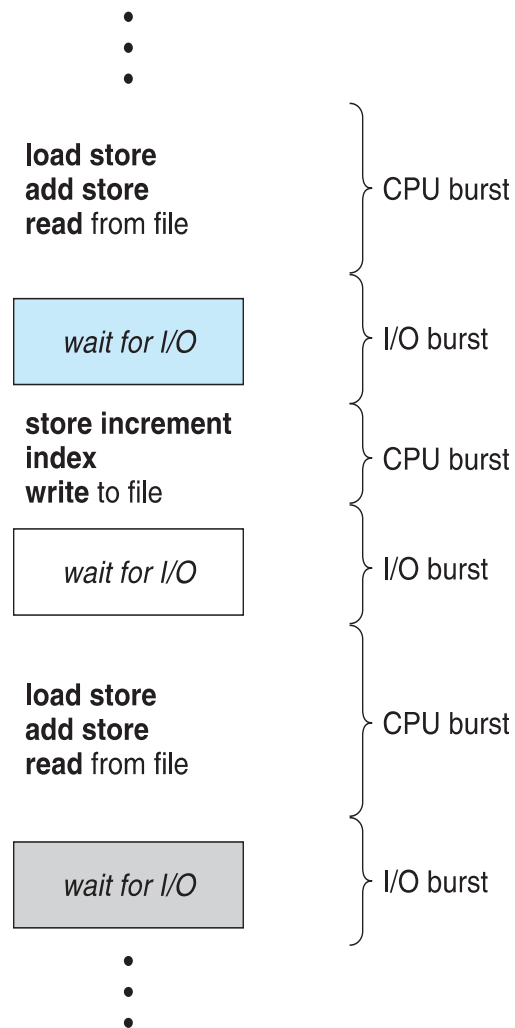 load store
add store
read from file
CPU burst
wait for I/O
I/O burst
store increment
index
write to file
CPU burst
wait for I/O
I/O burst
load store
add store
read from file
CPU burst
wait for I/O
I/O burst